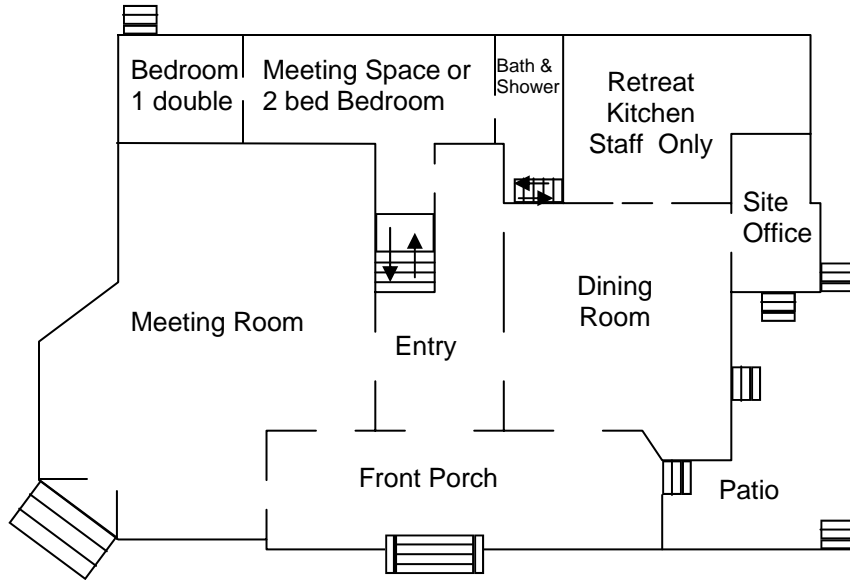 Bedroom
1 double
Meeting Space or
2 bed Bedroom
Bath &
Shower
Retreat
Kitchen
Staff Only
Site
Office
Dining
Room
Meeting Room
Entry
Front Porch
Patio